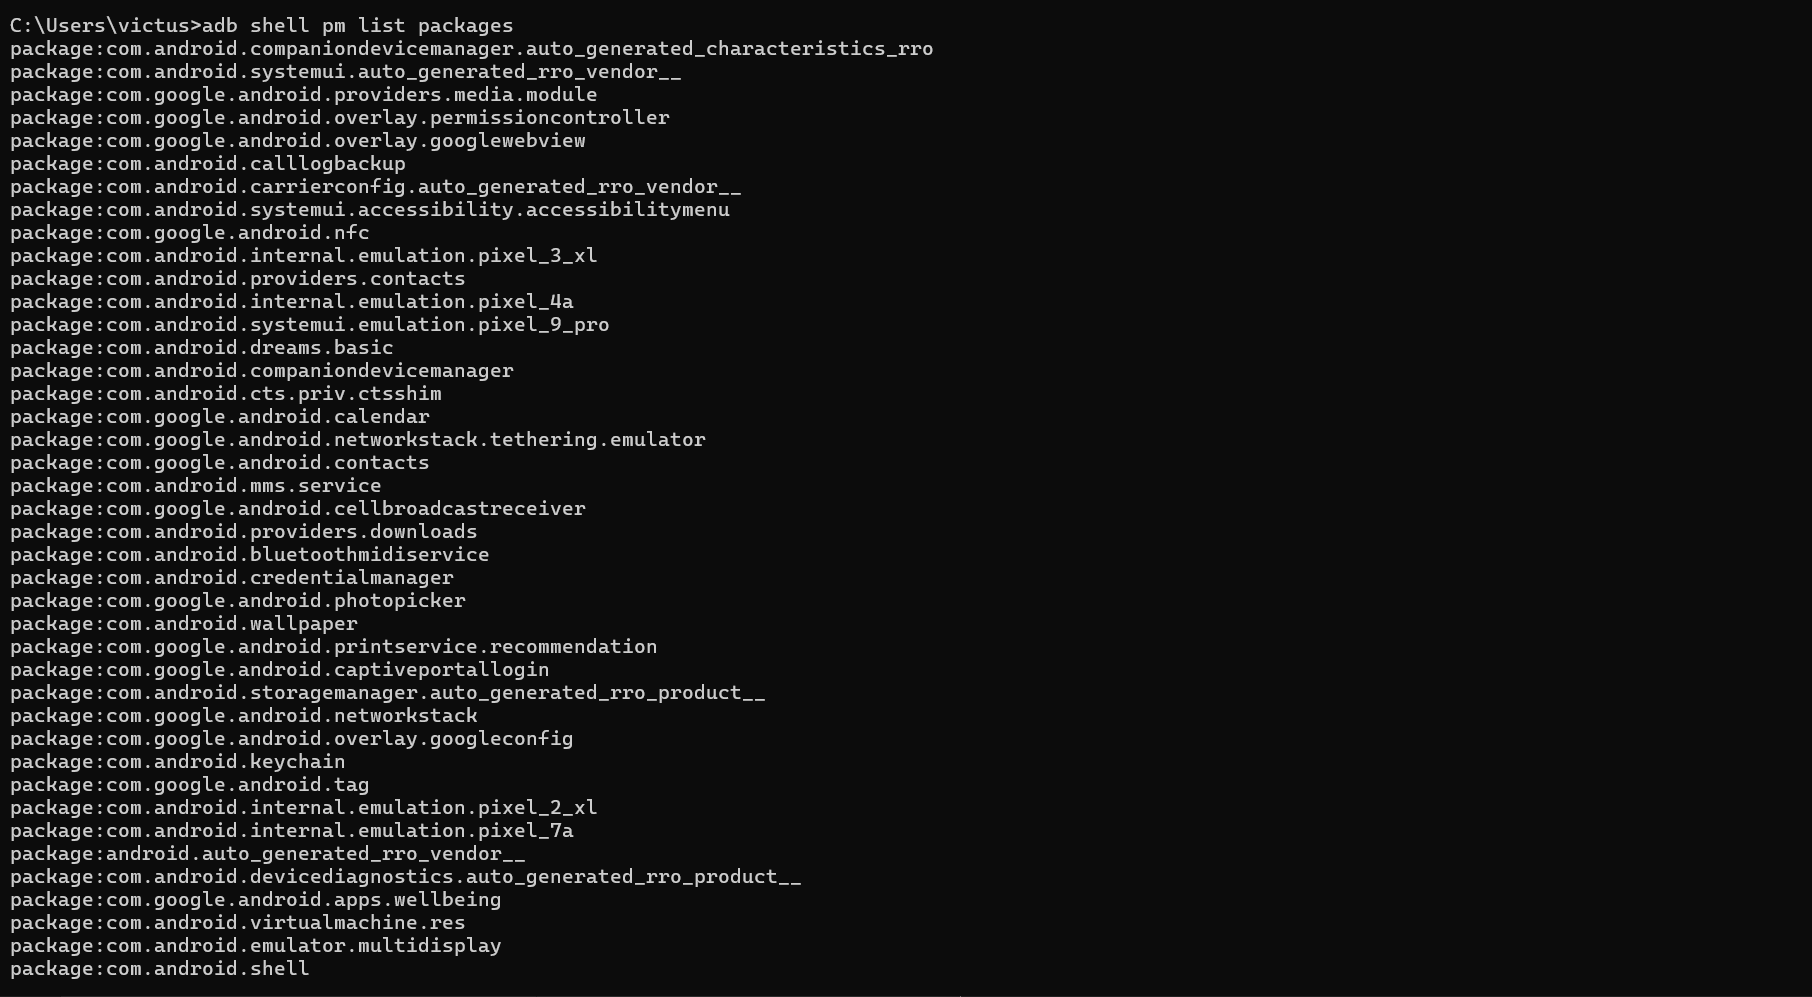 C:\Users\victus>adb shell pm list packages
package:com.android.companiondevicemanager.auto_generated_characteristics_rro
package:com.android.systemui.auto_generated_rro_vendor__
package:com.google.android.providers.media.module
package:com.google.android.overlay.permissioncontroller
package:com.google.android.overlay.googlewebview
package:com.android.calllogbackup
package:com.android.carrierconfig.auto_generated_rro_vendor__
package:com.android.systemui.accessibility.accessibilitymenu
package:com.google.android.nfc
package:com.android.internal.emulation.pixel_3_xl
package:com.android.providers.contacts
package:com.android.internal.emulation.pixel_4a
package:com.android.systemui.emulation.pixel_9_pro
package:com.android.dreams.basic
package:com.android.companiondevicemanager
package:com.android.cts.priv.ctsshim
package:com.google.android.calendar
package:com.google.android.networkstack.tethering.emulator
package:com.google.android.contacts
package:com.android.mms.service
package:com.google.android.cellbroadcastreceiver
package:com.android.providers.downloads
package:com.android.bluetoothmidiservice
package:com.android.credentialmanager
package:com.google.android.photopicker
package:com.android.wallpaper
package:com.google.android.printservice.recommendation
package:com.google.android.captiveportallogin
package:com.android.storagemanager.auto_generated_rro_product__
package:com.google.android.networkstack
package:com.google.android.overlay.googleconfig
package:com.android.keychain
package:com.google.android.tag
package:com.android.internal.emulation.pixel_2_xl
package:com.android.internal.emulation.pixel_7a
package:android.auto_generated_rro_vendor__
package:com.android.devicediagnostics.auto_generated_rro_product__
package:com.google.android.apps.wellbeing
package:com.android.virtualmachine.res
package:com.android.emulator.multidisplay
package:com.android.shell